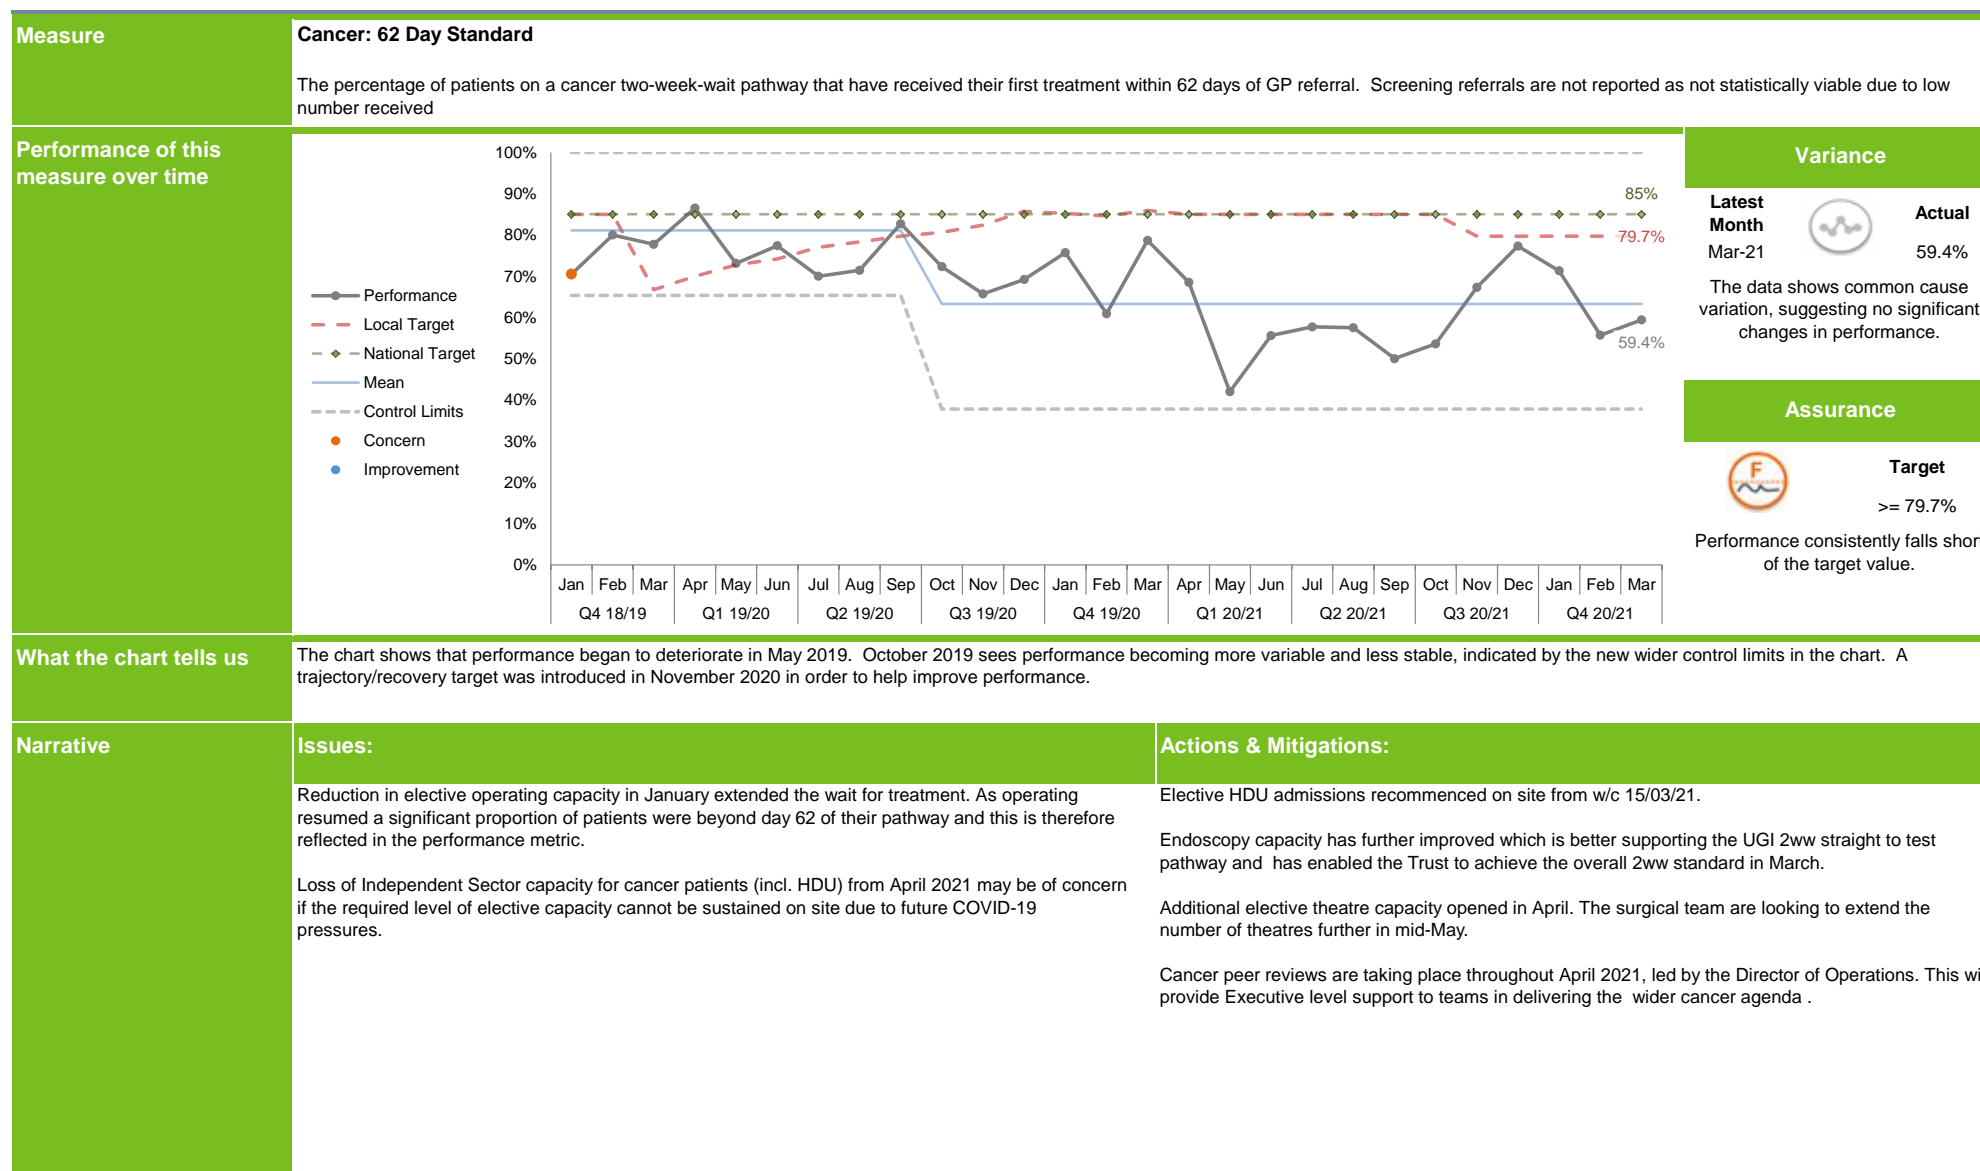 Measure
Cancer: 62 Day Standard
The percentage of patients on a cancer two-week-wait pathway that have received their first treatment within 62 days of GP referral.  Screening referrals are not reported as not statistically viable due to low
number received
Performance of this
measure over time
100%
90%
80%
70%
60%
50%
40%
30%
20%
10%
0%
Performance
Local Target
National Target
Mean
Control Limits
Concern
Improvement
85%
79.7%
59.4%
Jan Feb Mar Apr May Jun Jul Aug Sep Oct Nov Dec Jan Feb Mar Apr May Jun Jul Aug Sep Oct Nov Dec Jan Feb Mar
Q4 18/19 Q1 19/20 Q2 19/20 Q3 19/20 Q4 19/20 Q1 20/21 Q2 20/21 Q3 20/21 Q4 20/21
Variance
Latest
Month
Actual
Mar-21
59.4%
The data shows common cause
variation, suggesting no significant
changes in performance.
Assurance
F
Target
>= 79.7%
Performance consistently falls short
of the target value.
What the chart tells us
The chart shows that performance began to deteriorate in May 2019.  October 2019 sees performance becoming more variable and less stable, indicated by the new wider control limits in the chart.  A
trajectory/recovery target was introduced in November 2020 in order to help improve performance.
Narrative
Issues:
Reduction in elective operating capacity in January extended the wait for treatment. As operating
resumed a significant proportion of patients were beyond day 62 of their pathway and this is therefore
reflected in the performance metric.
Loss of Independent Sector capacity for cancer patients (incl. HDU) from April 2021 may be of concern
if the required level of elective capacity cannot be sustained on site due to future COVID-19
pressures.
Actions & Mitigations:
Elective HDU admissions recommenced on site from w/c 15/03/21.
Endoscopy capacity has further improved which is better supporting the UGI 2ww straight to test
pathway and  has enabled the Trust to achieve the overall 2ww standard in March.
Additional elective theatre capacity opened in April. The surgical team are looking to extend the
number of theatres further in mid-May.
Cancer peer reviews are taking place throughout April 2021, led by the Director of Operations. This wi
provide Executive level support to teams in delivering the  wider cancer agenda .